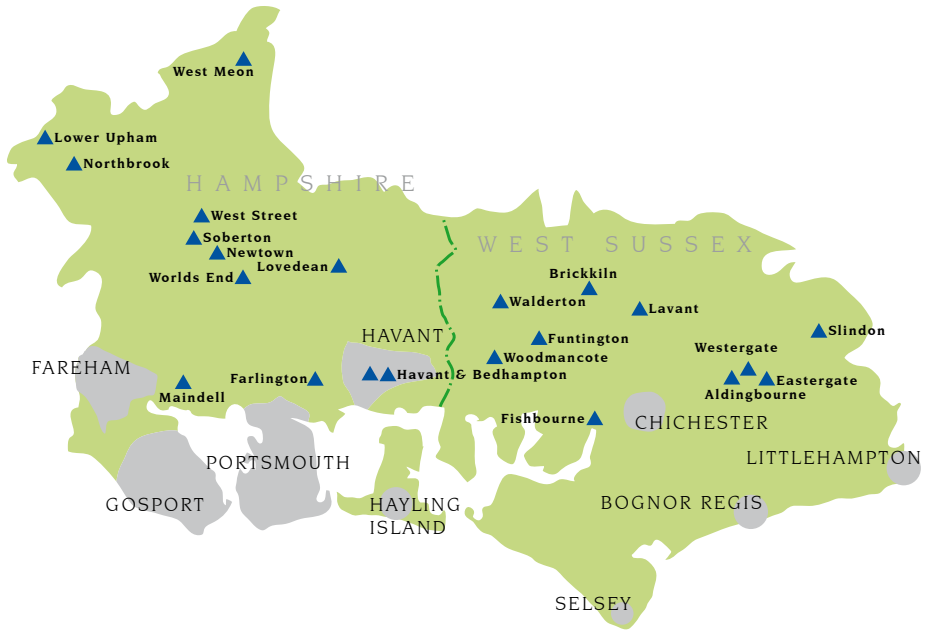 West Meon
Lower Upham
Northbrook
HAMPSHIRE
West Street
Soberton
Newtown
Lovedean
Worlds End
WEST SUSSEX
Brickkiln
Walderton
Lavant
Slindon
HAVANT
Funtington
Westergate
Woodmancote
FAREHAM
Farlington
Havant & Bedhampton
Eastergate
Maindell
Aldingbourne
Fishbourne
CHICHESTER
LITTLEHAMPTON
PORTSMOUTH
GOSPORT
HAYLING
ISLAND
BOGNOR REGIS
SELSEY